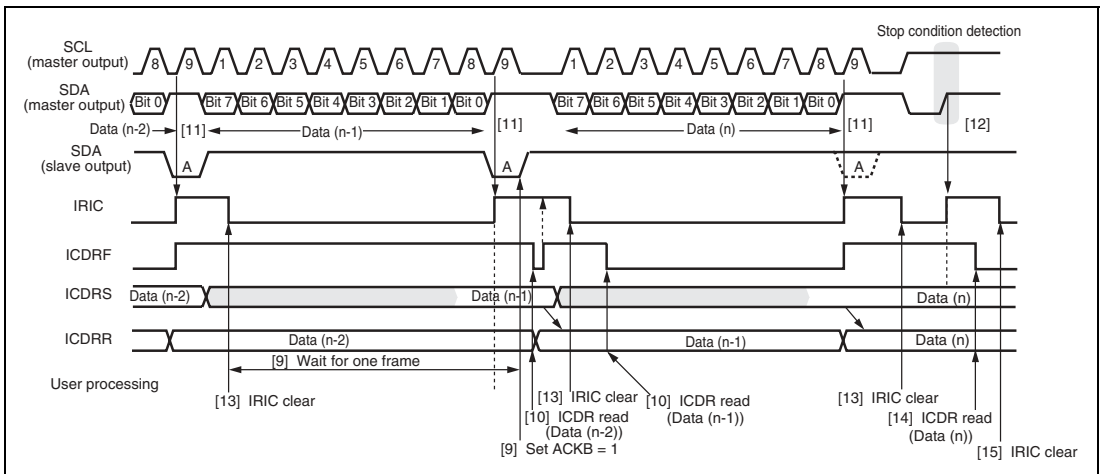 Stop condition detection
SCL
(master output)
8 9 1 2 3 4 5 6 7 8 9 1 2 3 4 5 6 7 8 9
SDA
(master output)
Bit 0 Bit 7 Bit 6 Bit 5 Bit 4 Bit 3 Bit 2 Bit 1 Bit 0 Bit 7 Bit 6 Bit 5 Bit 4 Bit 3 Bit 2 Bit 1 Bit 0
Data (n-2) [11] Data (n-1) [11] Data (n) [11] [12]
SDA
(slave output)
A A A
IRIC
ICDRF
ICDRS
Data (n-2) Data (n-1) Data (n)
ICDRR
Data (n-2) Data (n-1) Data (n)
[9] Wait for one frame
User processing
[13] IRIC clear
[13] IRIC clear
[10] ICDR read
(Data (n-1))
[13] IRIC clear
[10] ICDR read
(Data (n-2))
[14] ICDR read
(Data (n))
[9] Set ACKB = 1
[15] IRIC clear